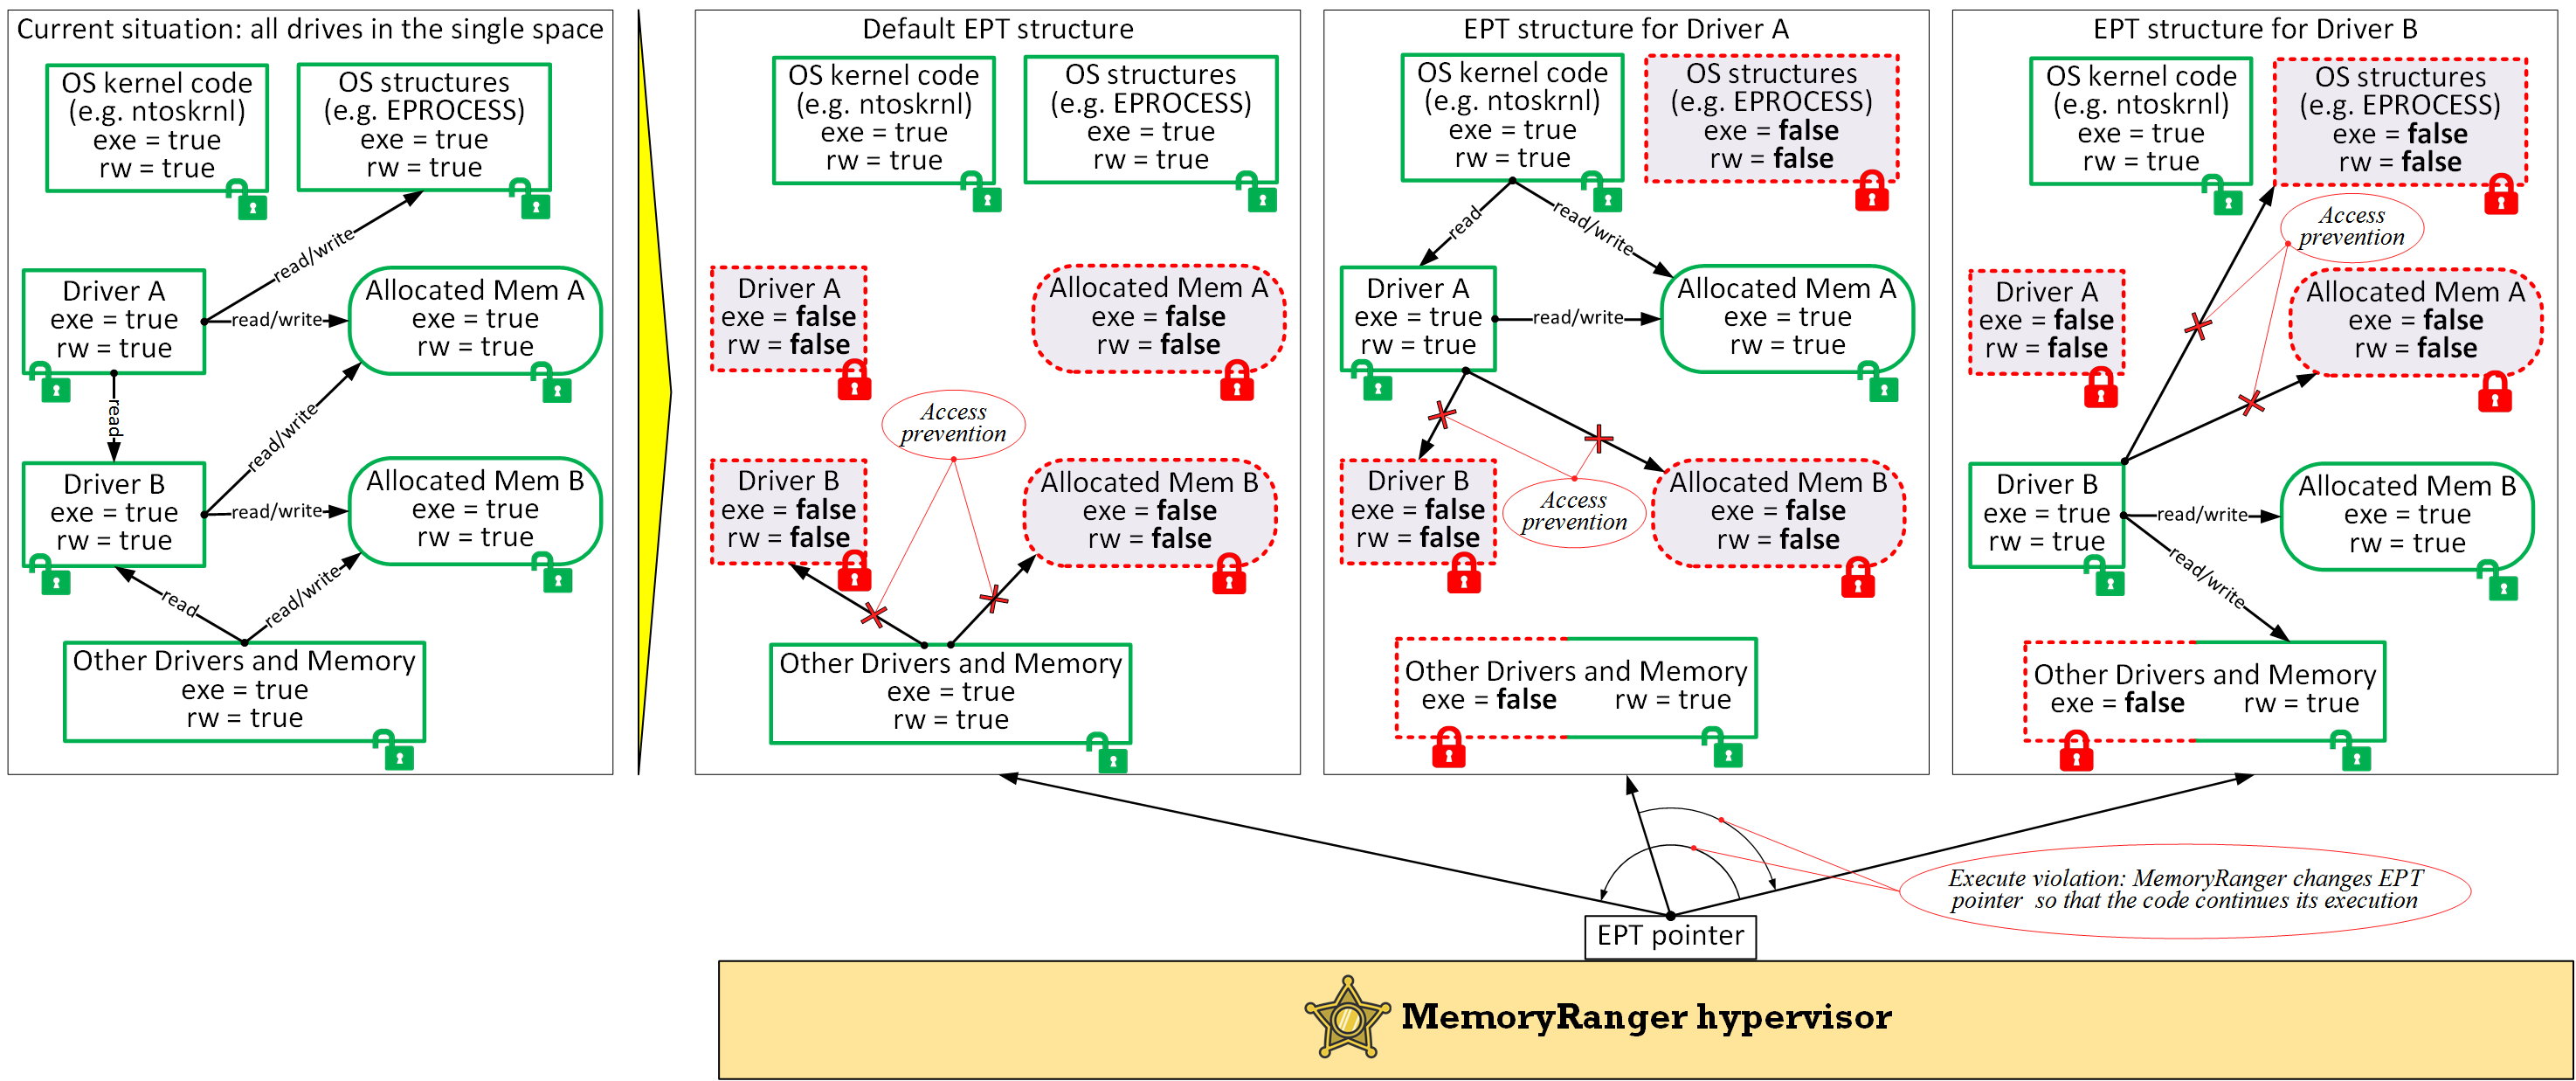 Current situation: all drives in the single space
OS kernel code
(e.g. ntoskrnl)
exe = true
rw = true
OS structures
(e.g. EPROCESS)
exe = true
rw = true
read/write
Driver A
exe = true
rw = true
read/write
Allocated Mem A
exe = true
rw = true
read
read/write
Driver B
exe = true
rw = true
read/write
Allocated Mem B
exe = true
rw = true
read
read/write
Other Drivers and Memory
exe = true
rw = true
Default EPT structure
OS kernel code
(e.g. ntoskrnl)
exe = true
rw = true
OS structures
(e.g. EPROCESS)
exe = true
rw = true
Driver A
exe = false
rw = false
Allocated Mem A
exe = false
rw = false
Access
prevention
Driver B
exe = false
rw = false
Allocated Mem B
exe = false
rw = false
Other Drivers and Memory
exe = true
rw = true
EPT structure for Driver A
OS kernel code
(e.g. ntoskrnl)
exe = true
rw = true
OS structures
(e.g. EPROCESS)
exe = false
rw = false
read
read/write
Driver A
exe = true
rw = true
read/write
Allocated Mem A
exe = true
rw = true
Driver B
exe = false
rw = false
Access
prevention
Allocated Mem B
exe = false
rw = false
Other Drivers and Memory
exe = false rw = true
EPT structure for Driver B
OS kernel code
(e.g. ntoskrnl)
exe = true
rw = true
OS structures
(e.g. EPROCESS)
exe = false
rw = false
Access
prevention
Driver A
exe = false
rw = false
Allocated Mem A
exe = false
rw = false
Driver B
exe = true
rw = true
read/write
Allocated Mem B
exe = true
rw = true
read/write
Other Drivers and Memory
exe = false rw = true
Execute violation: MemoryRanger changes EPT
pointer so that the code continues its execution
EPT pointer
MemoryRanger hypervisor